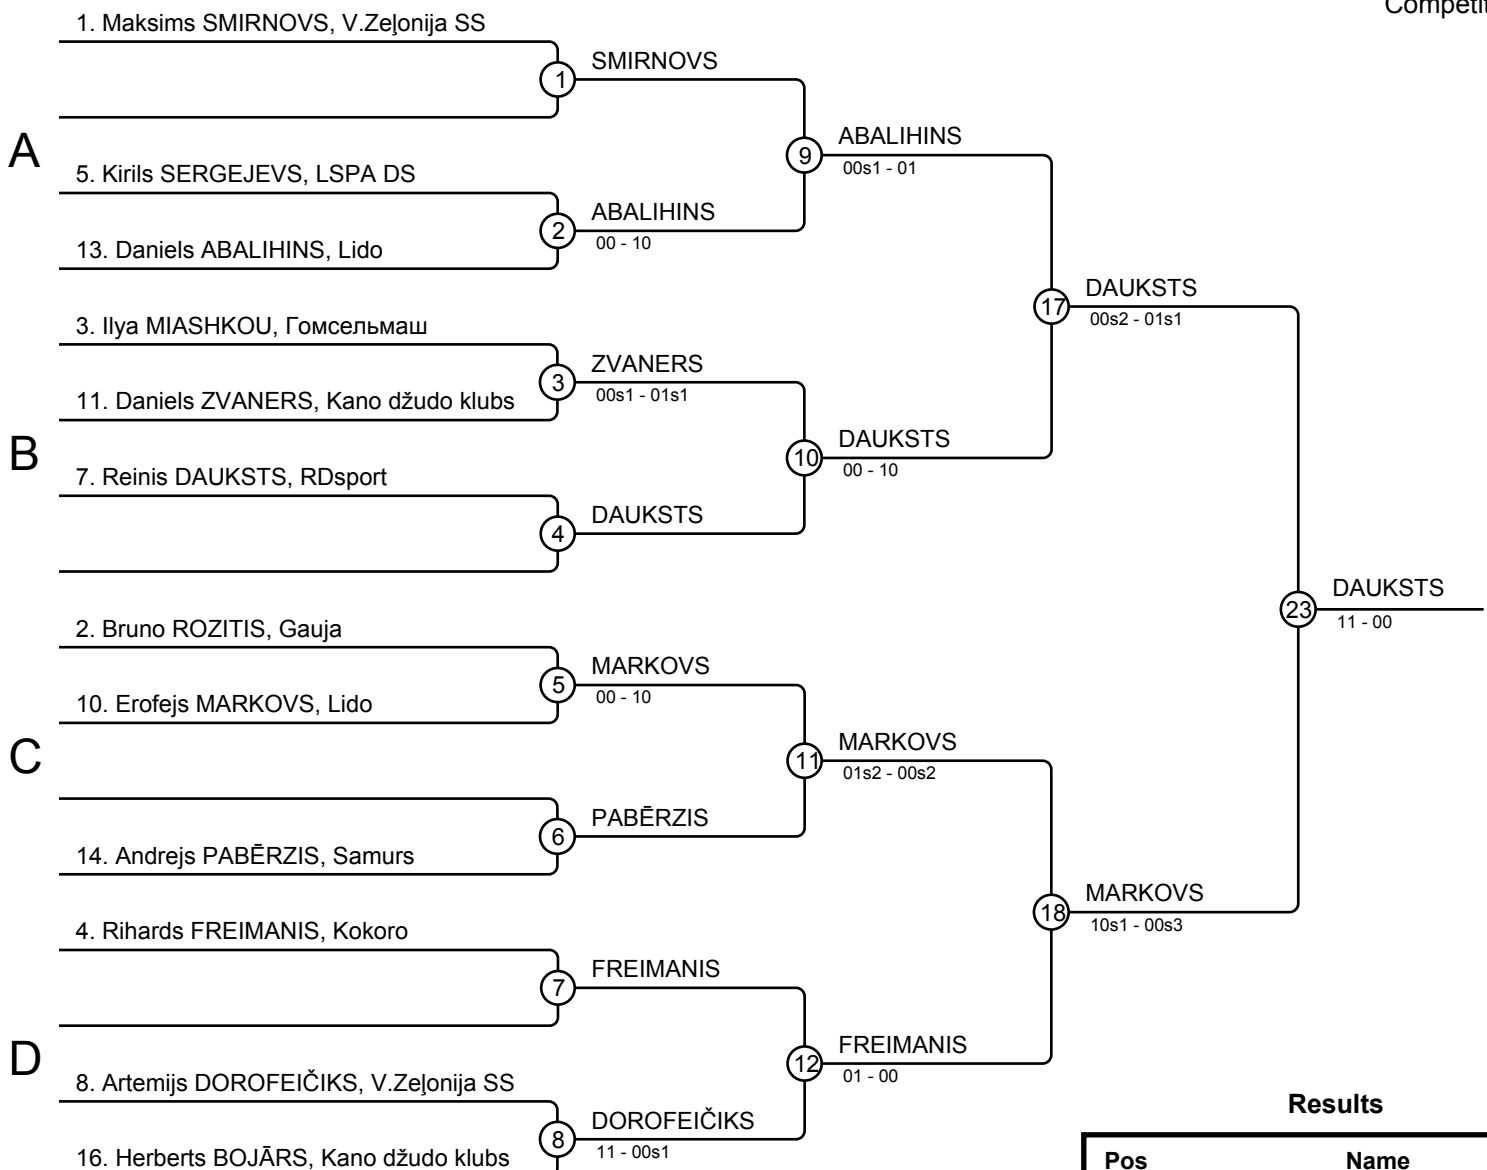 Competit
1. Maksims SMIRNOVS, V.Zeļonija SS
1
SMIRNOVS
A
9
ABALIHINS
00s1 - 01
5. Kirils SERGEJEVS, LSPA DS
2
ABALIHINS
00 - 10
13. Daniels ABALIHINS, Lido
17
DAUKSTS
00s2 - 01s1
3. Ilya MIASHKOU, Гомсельмаш
3
ZVANERS
00s1 - 01s1
11. Daniels ZVANERS, Kano džudo klubs
B
10
DAUKSTS
00 - 10
7. Reinis DAUKSTS, RDsport
4
DAUKSTS
23
DAUKSTS
11 - 00
2. Bruno ROZITIS, Gauja
5
MARKOVS
00 - 10
10. Erofejs MARKOVS, Lido
C
11
MARKOVS
01s2 - 00s2
6
PABĒRZIS
14. Andrejs PABĒRZIS, Samurs
18
MARKOVS
10s1 - 00s3
4. Rihards FREIMANIS, Kokoro
7
FREIMANIS
D
12
FREIMANIS
01 - 00
8. Artemijs DOROFEIČIKS, V.Zeļonija SS
8
DOROFEIČIKS
11 - 00s1
16. Herberts BOJĀRS, Kano džudo klubs
Results
Pos Name